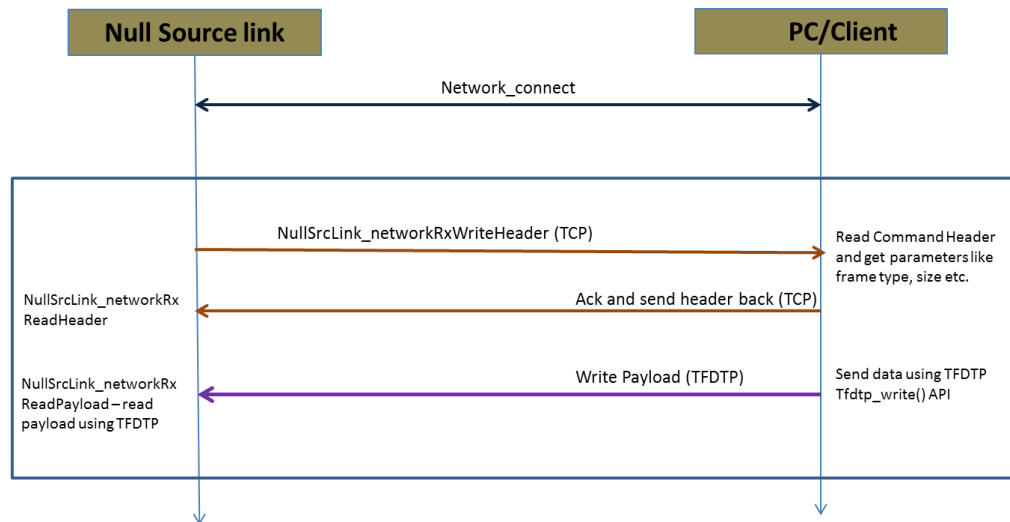 Null Source link
PC/Client
Network_connect
NullSrcLink_networkRxWriteHeader (TCP)
Read Command Header
and get parameters like
frame type, size etc.
NullSrcLink_networkRx
ReadHeader
Ack and send header back (TCP)
NullSrcLink_networkRx
ReadPayload – read
payload using TFDTP
Write Payload (TFDTP)
Send data using TFDTP
Tfdtp_write() API